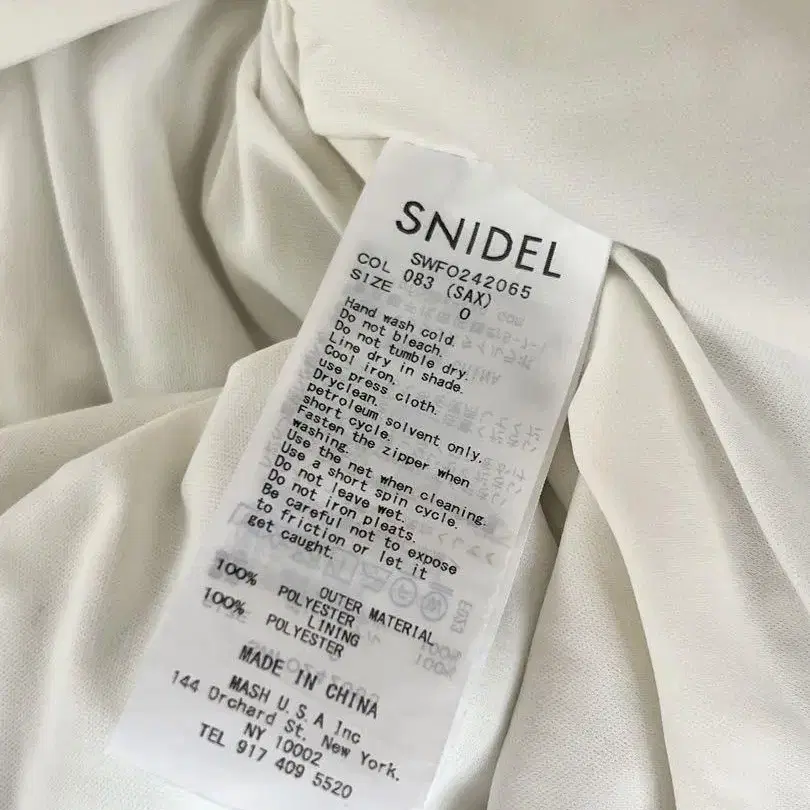 SNIDEL
SWFO242065
COL 083 (SAX)
SIZE 0
Hand wash cold.
Do not bleach.
Do not tumble dry.
Line dry in shade.
Cool iron.
use press cloth.
Dryclean.
petroleum solvent only.
short cycle.
Fasten the zipper when
washing.
Use the net when cleaning.
Use a short spin cycle.
Do not leave wet.
Do not iron pleats.
Be careful not to expose
to friction or let it
get caught.
OUTER MATERIAL
100% POLYESTER
LINING
100% POLYESTER
MADE IN CHINA
MASH U.S.A Inc
144 Orchard St. New York.
NY 10002
TEL 917 409 5520